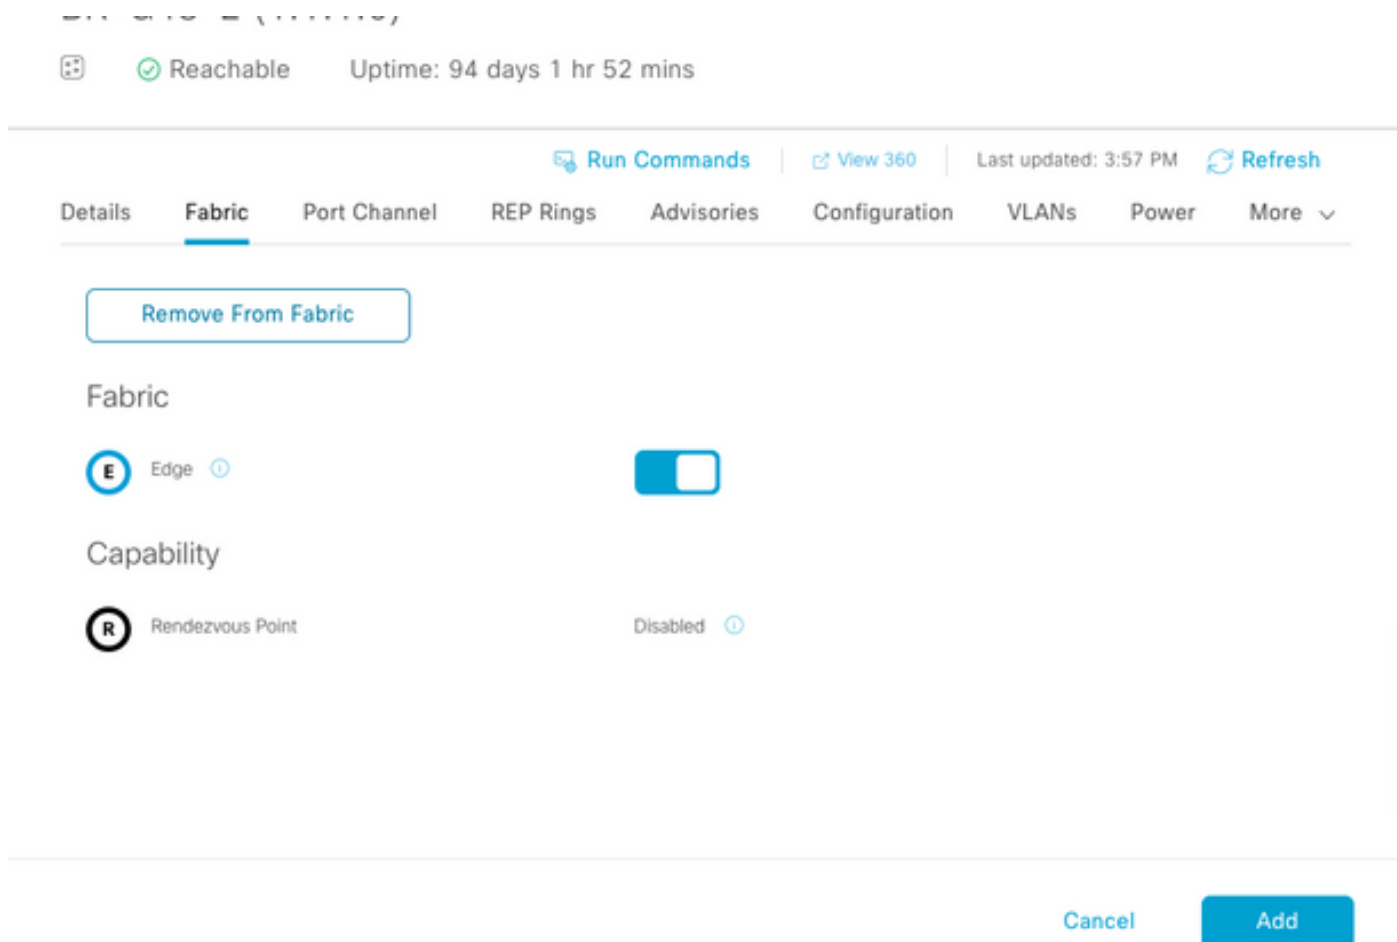 Reachable Uptime: 94 days 1 hr 52 mins
Run Commands View 360 Last updated: 3:57 PM Refresh
Details Fabric Port Channel REP Rings Advisories Configuration VLANs Power More
Remove From Fabric
Fabric
E Edge
Capability
R Rendezvous Point Disabled
Cancel Add